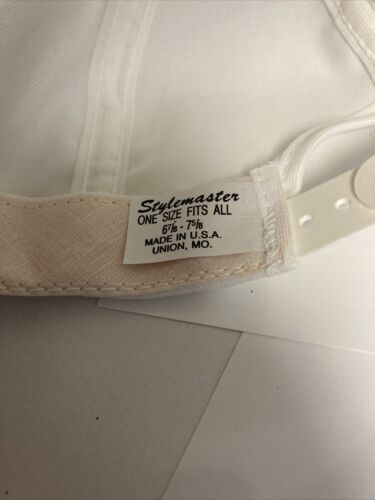 Stylemaster
ONE SIZE FITS ALL
6⅞ - 7⅝
MADE IN U.S.A.
UNION, MO.